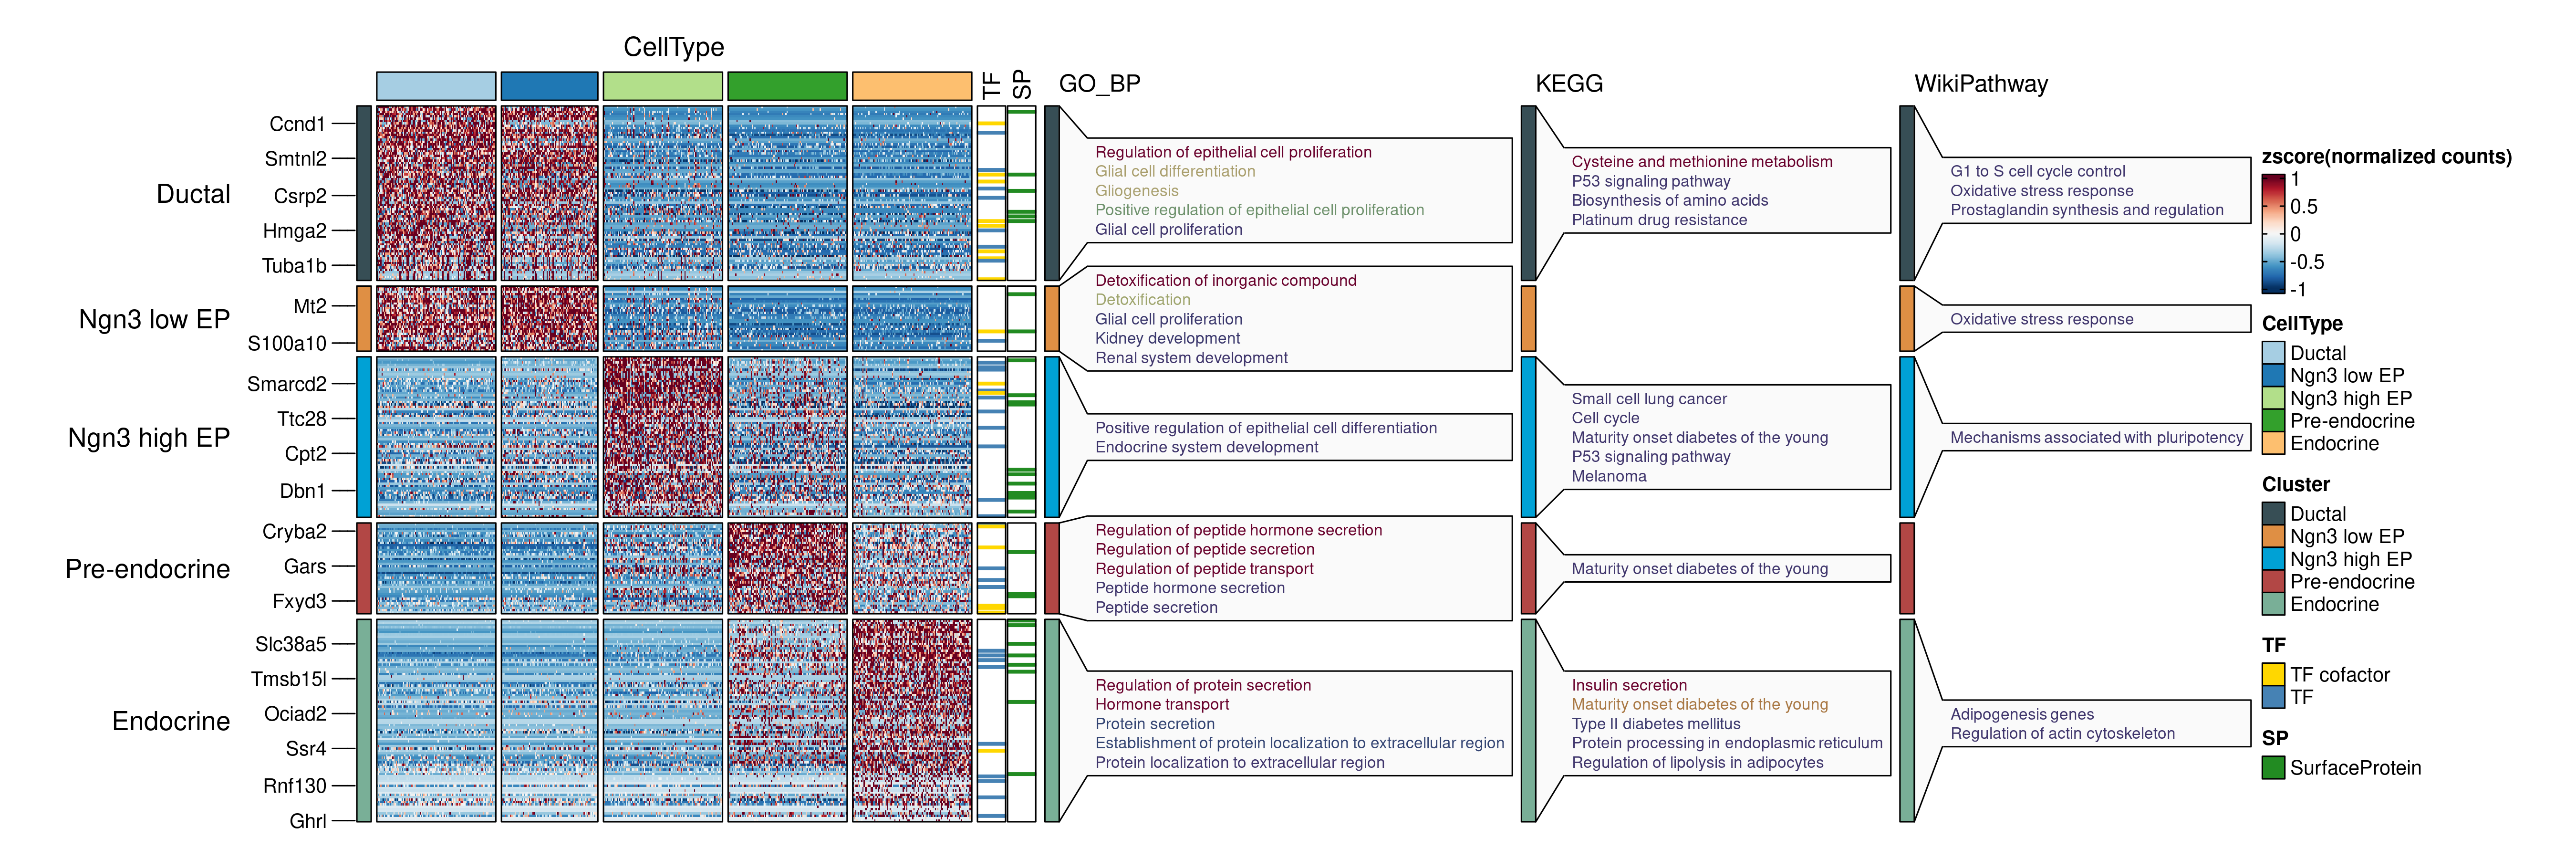 CellType
TF
SP
GO_BP
KEGG
WikiPathway
Ductal
Ngn3 low EP
Ngn3 high EP
Pre-endocrine
Endocrine
Ccnd1
Smtnl2
Csrp2
Hmga2
Tuba1b
Mt2
S100a10
Smarcd2
Ttc28
Cpt2
Dbn1
Cryba2
Gars
Fxyd3
Slc38a5
Tmsb15l
Ociad2
Ssr4
Rnf130
Ghrl
Regulation of epithelial cell proliferation
Glial cell differentiation
Gliogenesis
Positive regulation of epithelial cell proliferation
Glial cell proliferation
Detoxification of inorganic compound
Detoxification
Glial cell proliferation
Kidney development
Renal system development
Positive regulation of epithelial cell differentiation
Endocrine system development
Regulation of peptide hormone secretion
Regulation of peptide secretion
Regulation of peptide transport
Peptide hormone secretion
Peptide secretion
Regulation of protein secretion
Hormone transport
Protein secretion
Establishment of protein localization to extracellular region
Protein localization to extracellular region
Cysteine and methionine metabolism
P53 signaling pathway
Biosynthesis of amino acids
Platinum drug resistance
Small cell lung cancer
Cell cycle
Maturity onset diabetes of the young
P53 signaling pathway
Melanoma
Maturity onset diabetes of the young
Insulin secretion
Maturity onset diabetes of the young
Type II diabetes mellitus
Protein processing in endoplasmic reticulum
Regulation of lipolysis in adipocytes
G1 to S cell cycle control
Oxidative stress response
Prostaglandin synthesis and regulation
Oxidative stress response
Mechanisms associated with pluripotency
Adipogenesis genes
Regulation of actin cytoskeleton
zscore(normalized counts)
1
0.5
0
-0.5
-1
CellType
Ductal
Ngn3 low EP
Ngn3 high EP
Pre-endocrine
Endocrine
Cluster
Ductal
Ngn3 low EP
Ngn3 high EP
Pre-endocrine
Endocrine
TF
TF cofactor
TF
SP
SurfaceProtein